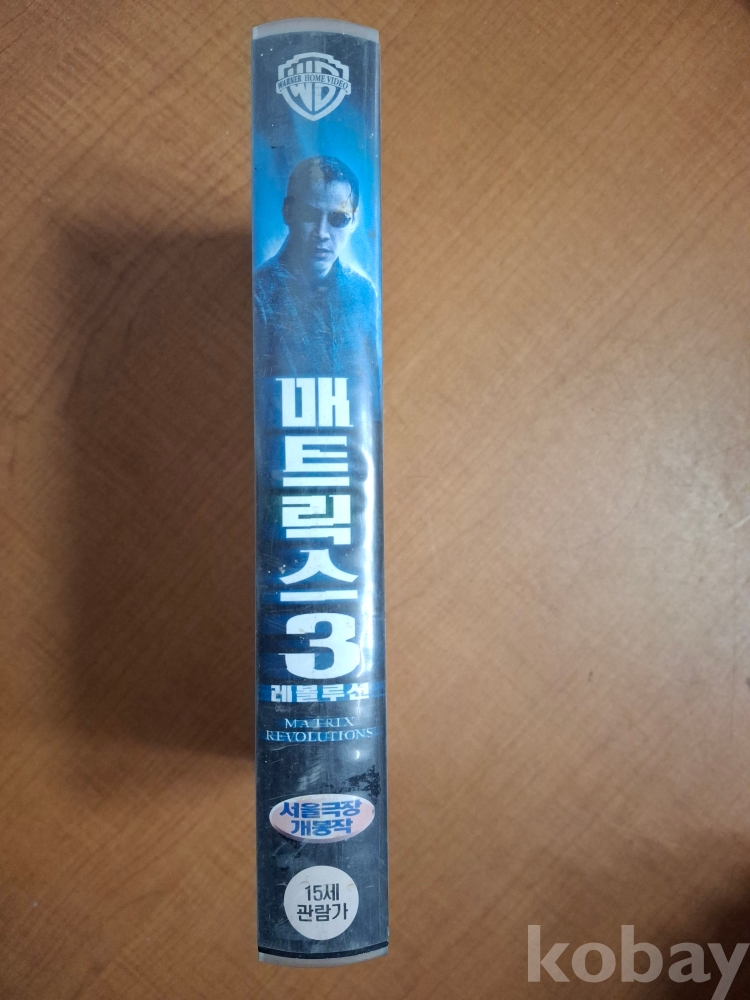 WARNER HOME VIDEO
매트릭스
3
레볼루션
MATRIX
REVOLUTIONS
서울극장
개봉작
15세
관람가
kobay